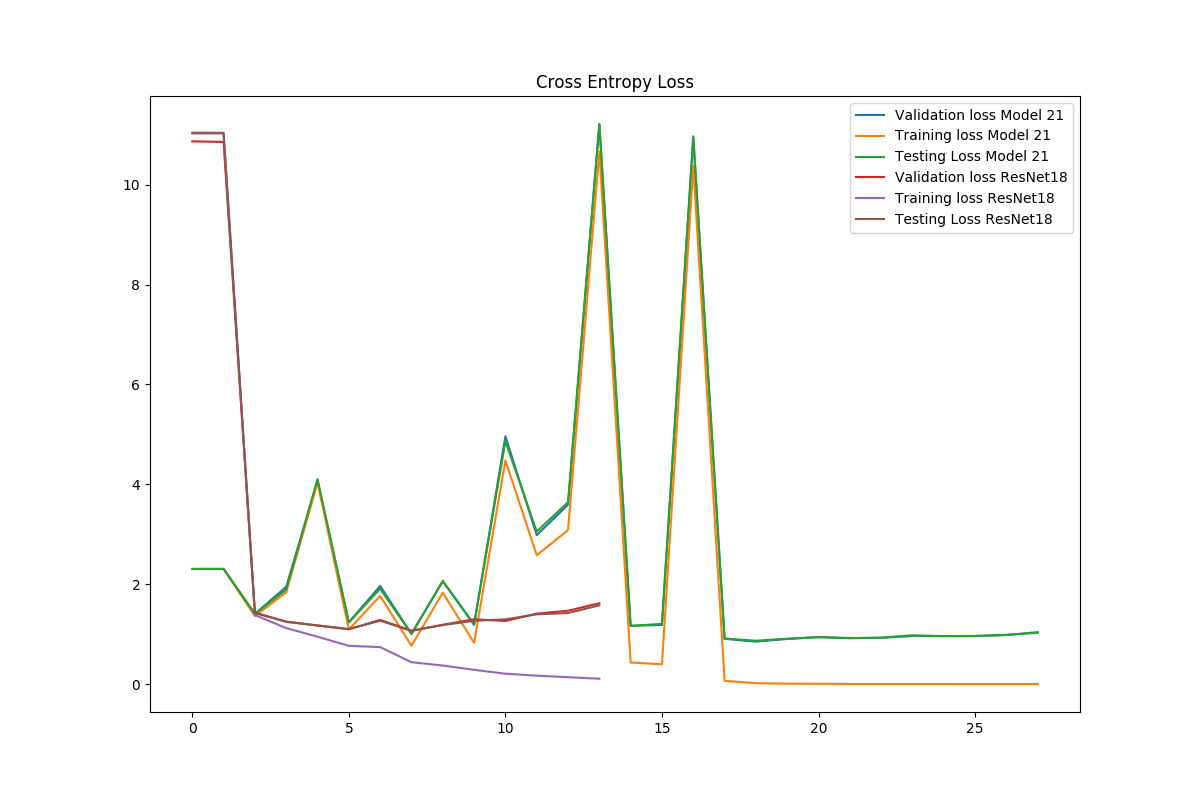 Cross Entropy Loss
Validation loss Model 21
Training loss Model 21
Testing Loss Model 21
Validation loss ResNet18
Training loss ResNet18
Testing Loss ResNet18
10
8
6
4
2
0
0 5 10 15 20 25